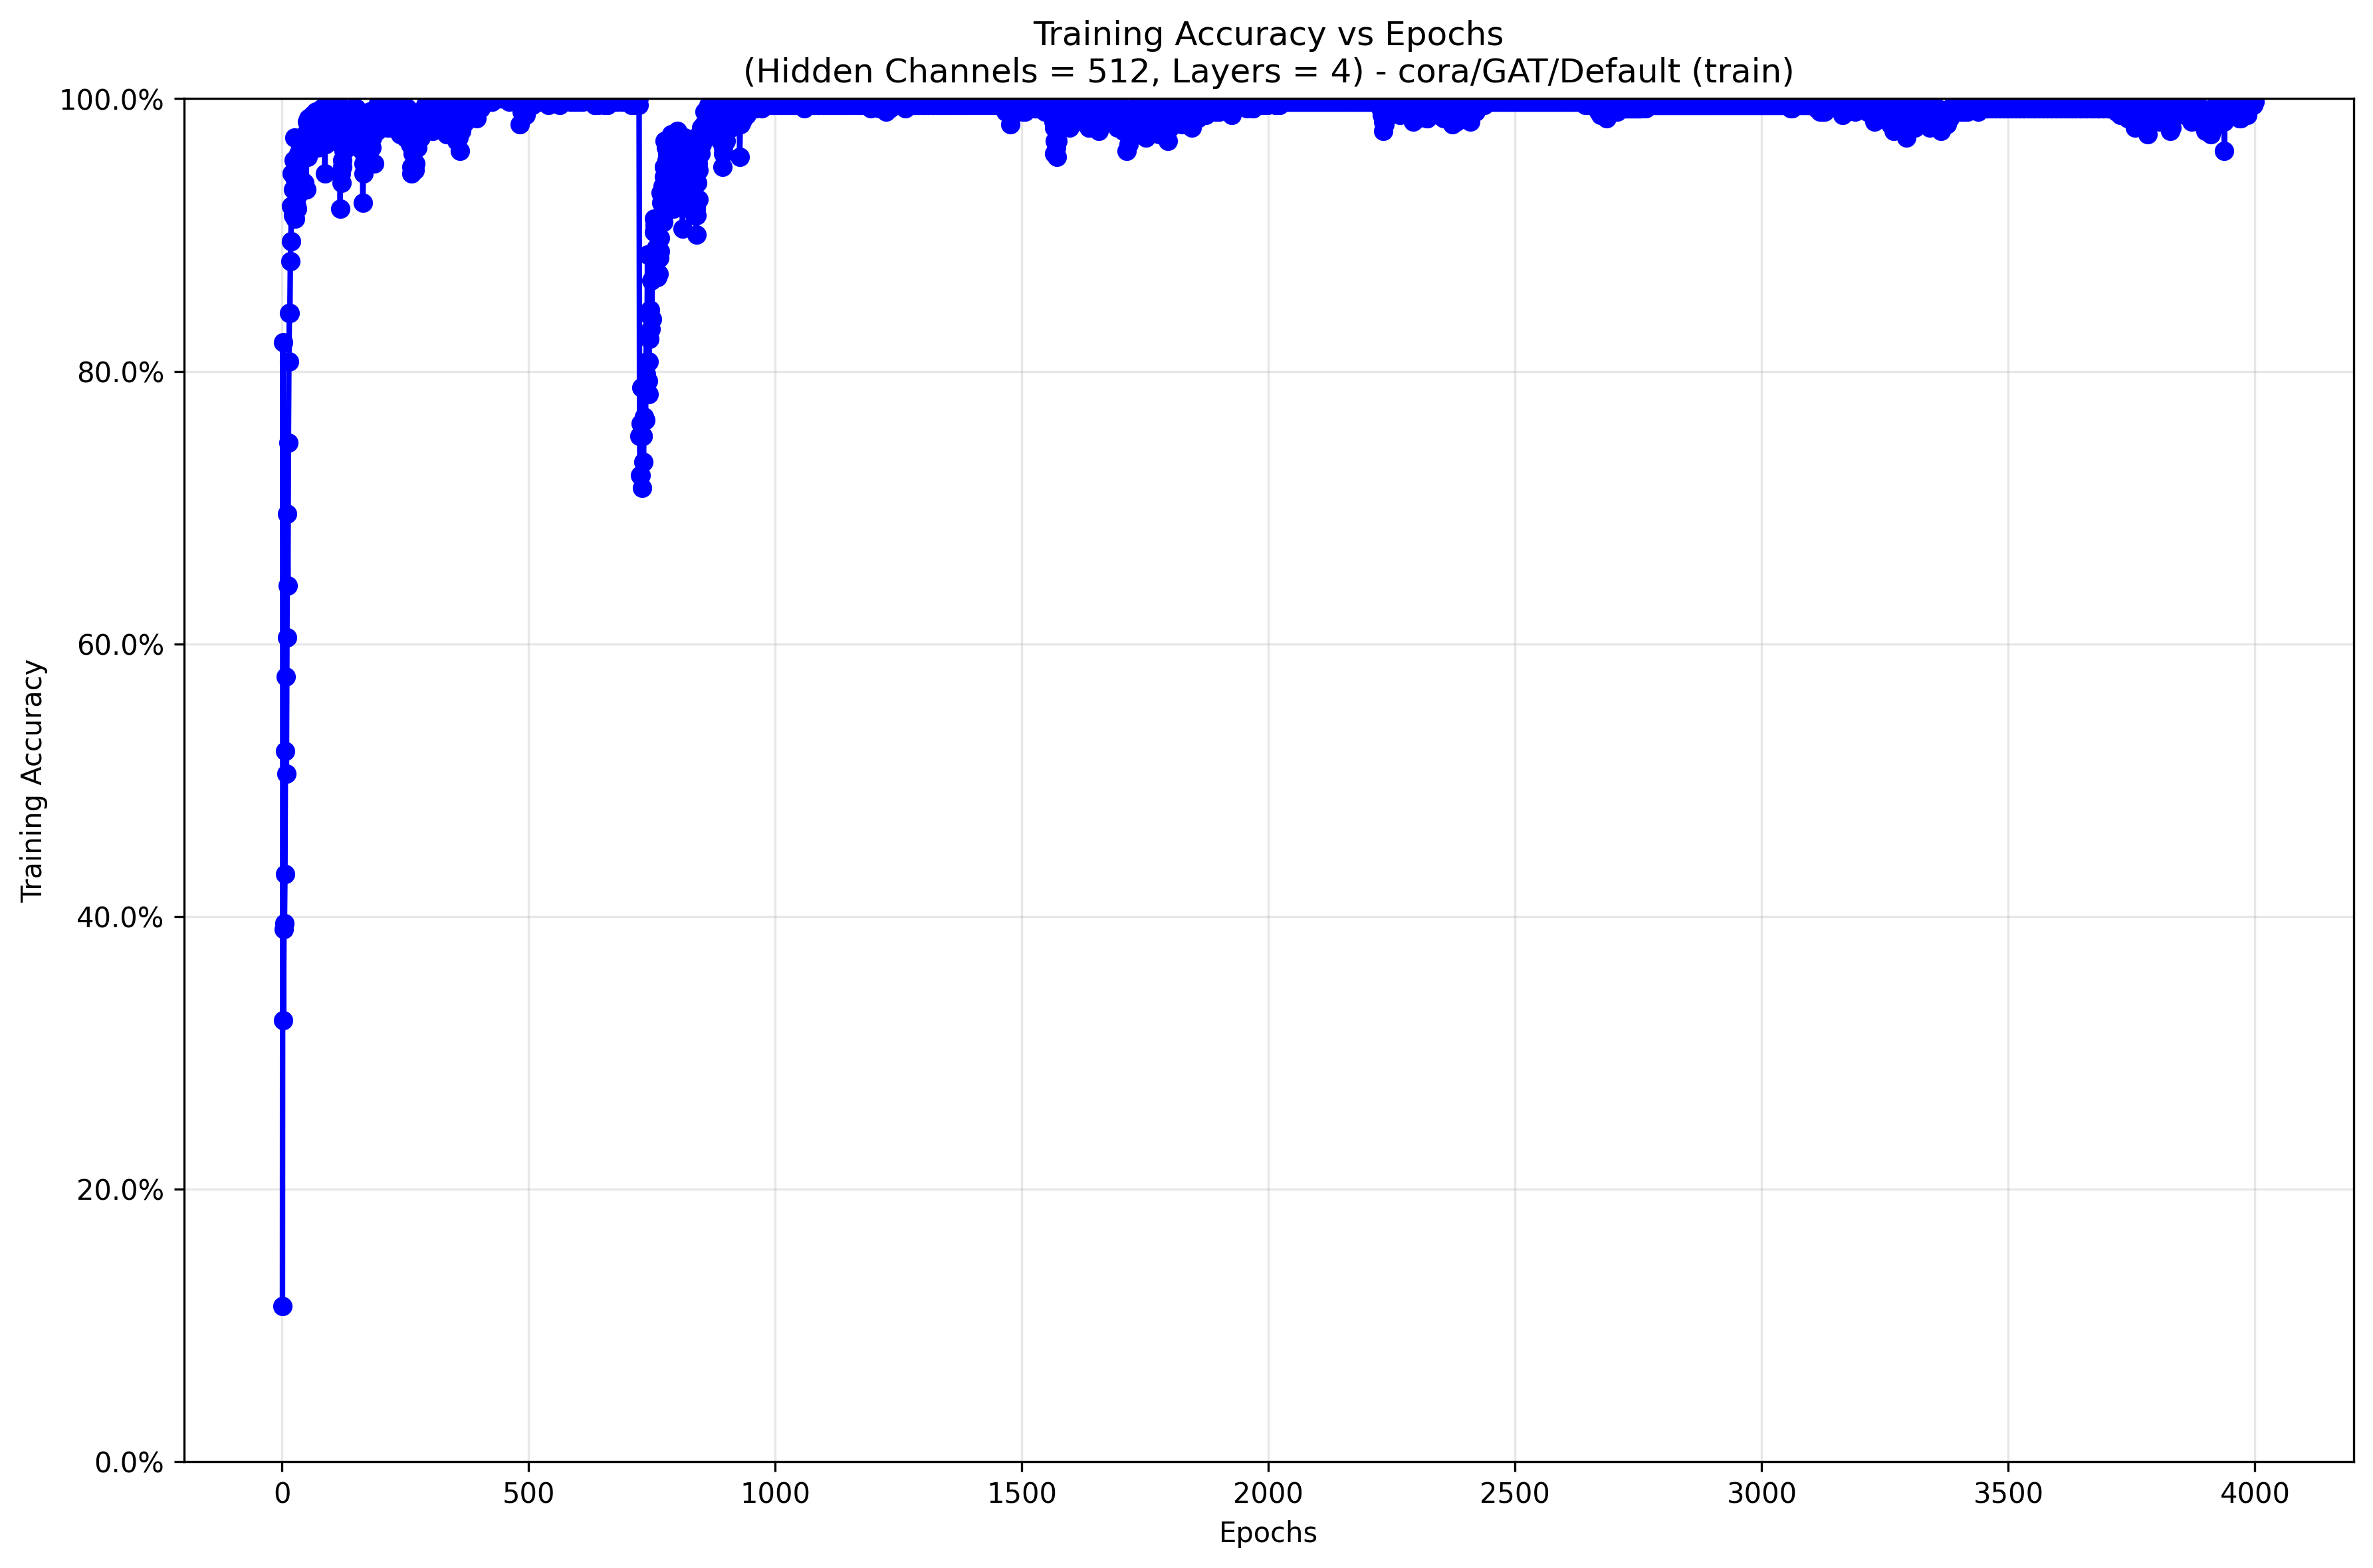 Training Accuracy vs Epochs
(Hidden Channels = 512, Layers = 4) - cora/GAT/Default (train)
Training Accuracy
100.0%
80.0%
60.0%
40.0%
20.0%
0.0%
0 500 1000 1500 2000 2500 3000 3500 4000
Epochs